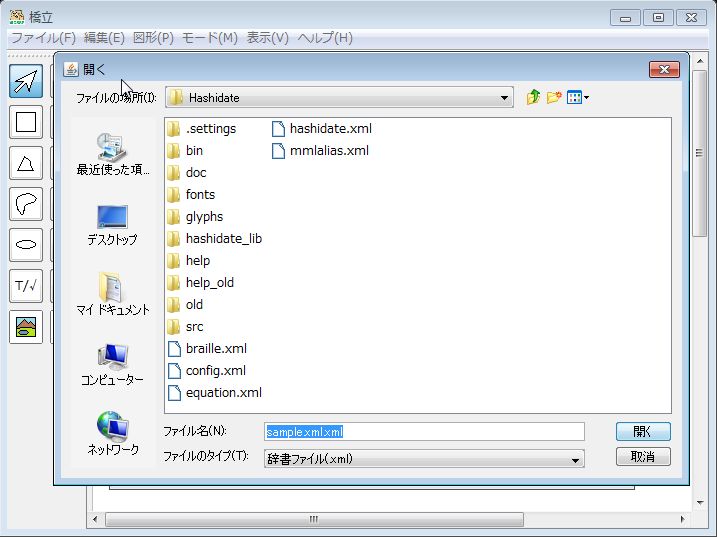 橋立
ファイル(F) 編集(E) 図形(P) モード(M) 表示(V) ヘルプ(H)
開く
ファイルの場所(I):
Hashidate
最近使った項...
デスクトップ
マイ ドキュメント
コンピューター
ネットワーク
.settings
bin
doc
fonts
glyphs
hashidate_lib
help
help_old
old
src
braille.xml
config.xml
equation.xml
hashidate.xml
mmlalias.xml
ファイル名(N):
sample.xml.xml
開く
ファイルのタイプ(T):
辞書ファイル(.xml)
取消
T/√